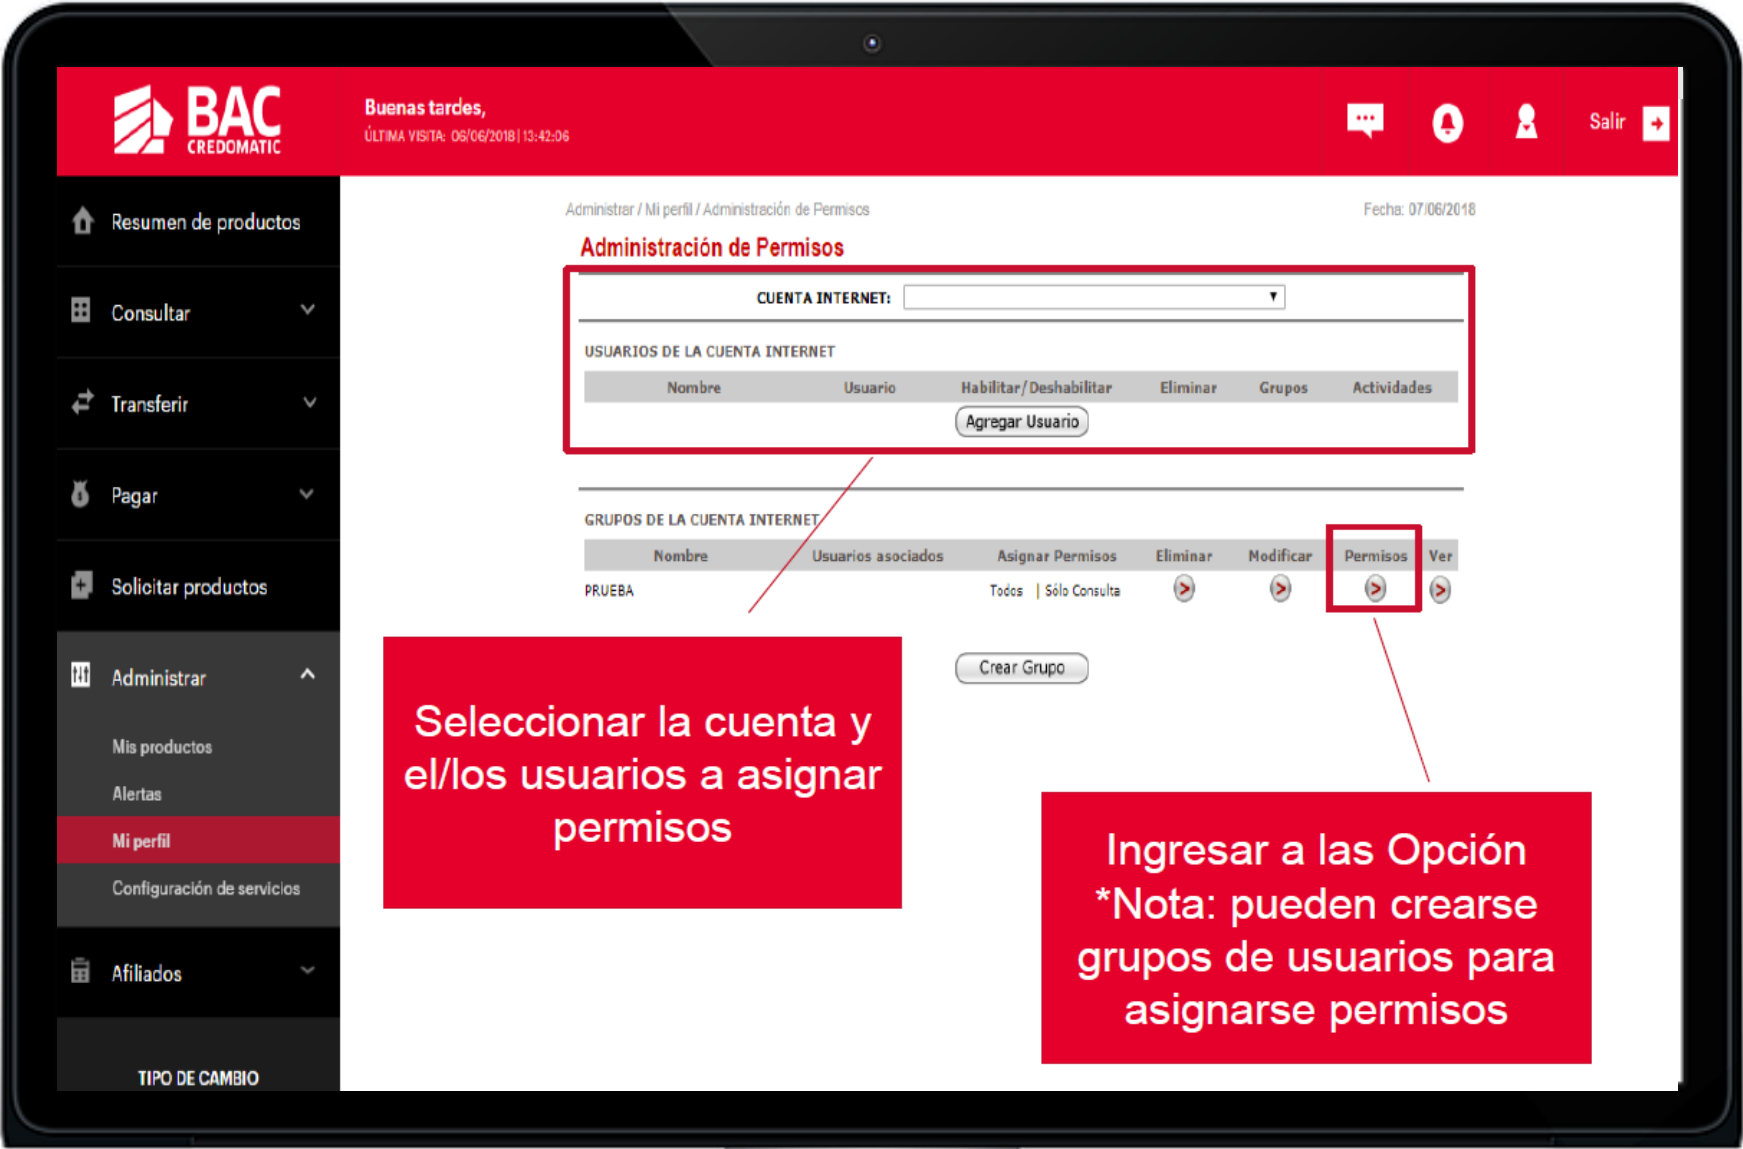 BAC
CREDOMATIC
Buenas tardes,
ÚLTIMA VISITA: 06/06/2018|13:42:06
Salir
Resumen de productos
Consultar
Transferir
Pagar
Solicitar productos
Administrar
Mis productos
Alertas
Mi perfil
Configuración de servicios
Afiliados
TIPO DE CAMBIO
Administrar / Mi perfil / Administración de Permisos
Fecha: 07/06/2018
Administración de Permisos
CUENTA INTERNET:
USUARIOS DE LA CUENTA INTERNET
Nombre Usuario Habilitar/Deshabilitar Eliminar Grupos Actividades
Agregar Usuario
GRUPOS DE LA CUENTA INTERNET
Nombre Usuarios asociados Asignar Permisos Eliminar Modificar Permisos Ver
PRUEBA Todos | Sólo Consulta
Crear Grupo
Seleccionar la cuenta y
el/los usuarios a asignar
permisos
Ingresar a las Opción
*Nota: pueden crearse
grupos de usuarios para
asignarse permisos